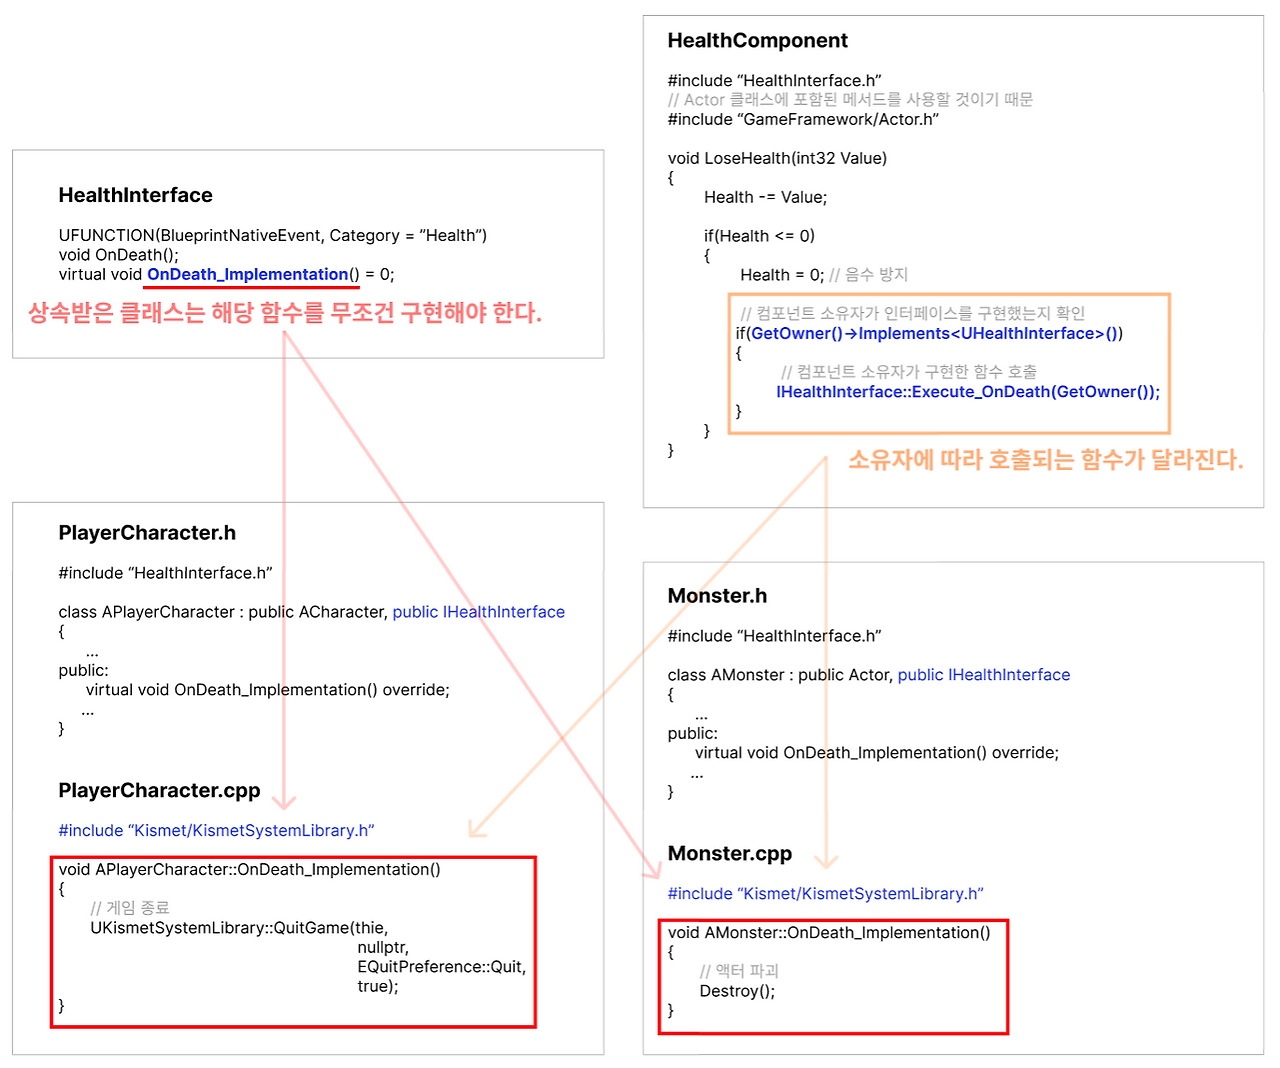 HealthInterface
UFUNCTION(BlueprintNativeEvent, Category = ”Health”)
void OnDeath();
virtual void OnDeath_Implementation() = 0;
상속받은 클래스는 해당 함수를 무조건 구현해야 한다.
HealthComponent
#include “HealthInterface.h”
// Actor 클래스에 포함된 메서드를 사용할 것이기 때문
#include “GameFramework/Actor.h”
void LoseHealth(int32 Value)
{
Health -= Value;
if(Health <= 0)
{
Health = 0; // 음수 방지
// 컴포넌트 소유자가 인터페이스를 구현했는지 확인
if(GetOwner()->Implements<UHealthInterface>())
{
// 컴포넌트 소유자가 구현한 함수 호출
IHealthInterface::Execute_OnDeath(GetOwner());
}
}
}
소유자에 따라 호출되는 함수가 달라진다.
PlayerCharacter.h
#include “HealthInterface.h”
class APlayerCharacter : public ACharacter, public IHealthInterface
{
...
public:
virtual void OnDeath_Implementation() override;
...
}
PlayerCharacter.cpp
#include “Kismet/KismetSystemLibrary.h”
void APlayerCharacter::OnDeath_Implementation()
{
// 게임 종료
UKismetSystemLibrary::QuitGame(thie,
nullptr,
EQuitPreference::Quit,
true);
}
Monster.h
#include “HealthInterface.h”
class AMonster : public Actor, public IHealthInterface
{
...
public:
virtual void OnDeath_Implementation() override;
...
}
Monster.cpp
#include “Kismet/KismetSystemLibrary.h”
void AMonster::OnDeath_Implementation()
{
// 액터 파괴
Destroy();
}